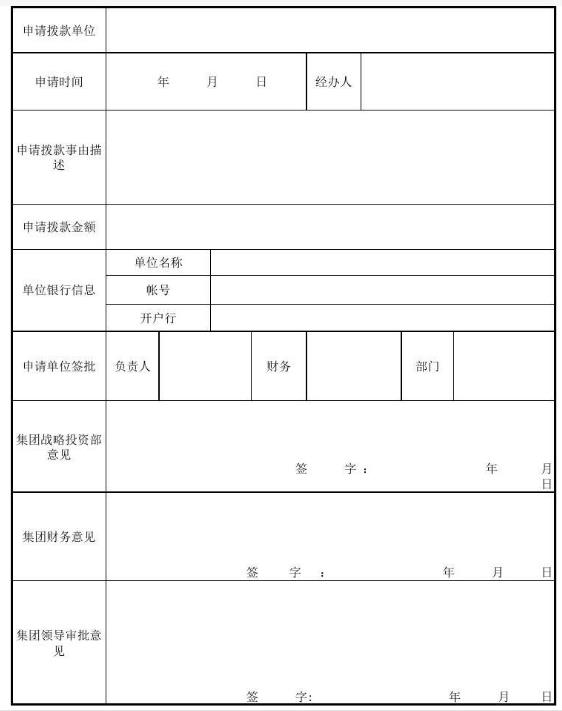 申请拨款单位
申请时间 年 月 日 经办人
申请拨款事由描
述
申请拨款金额
单位银行信息
单位名称
帐号
开户行
申请单位签批 负责人 财务 部门
集团战略投资部
意见
签 字： 年 月
日
集团财务意见
签 字 ： 年 月 日
集团领导审批意
见
签 字: 年 月 日